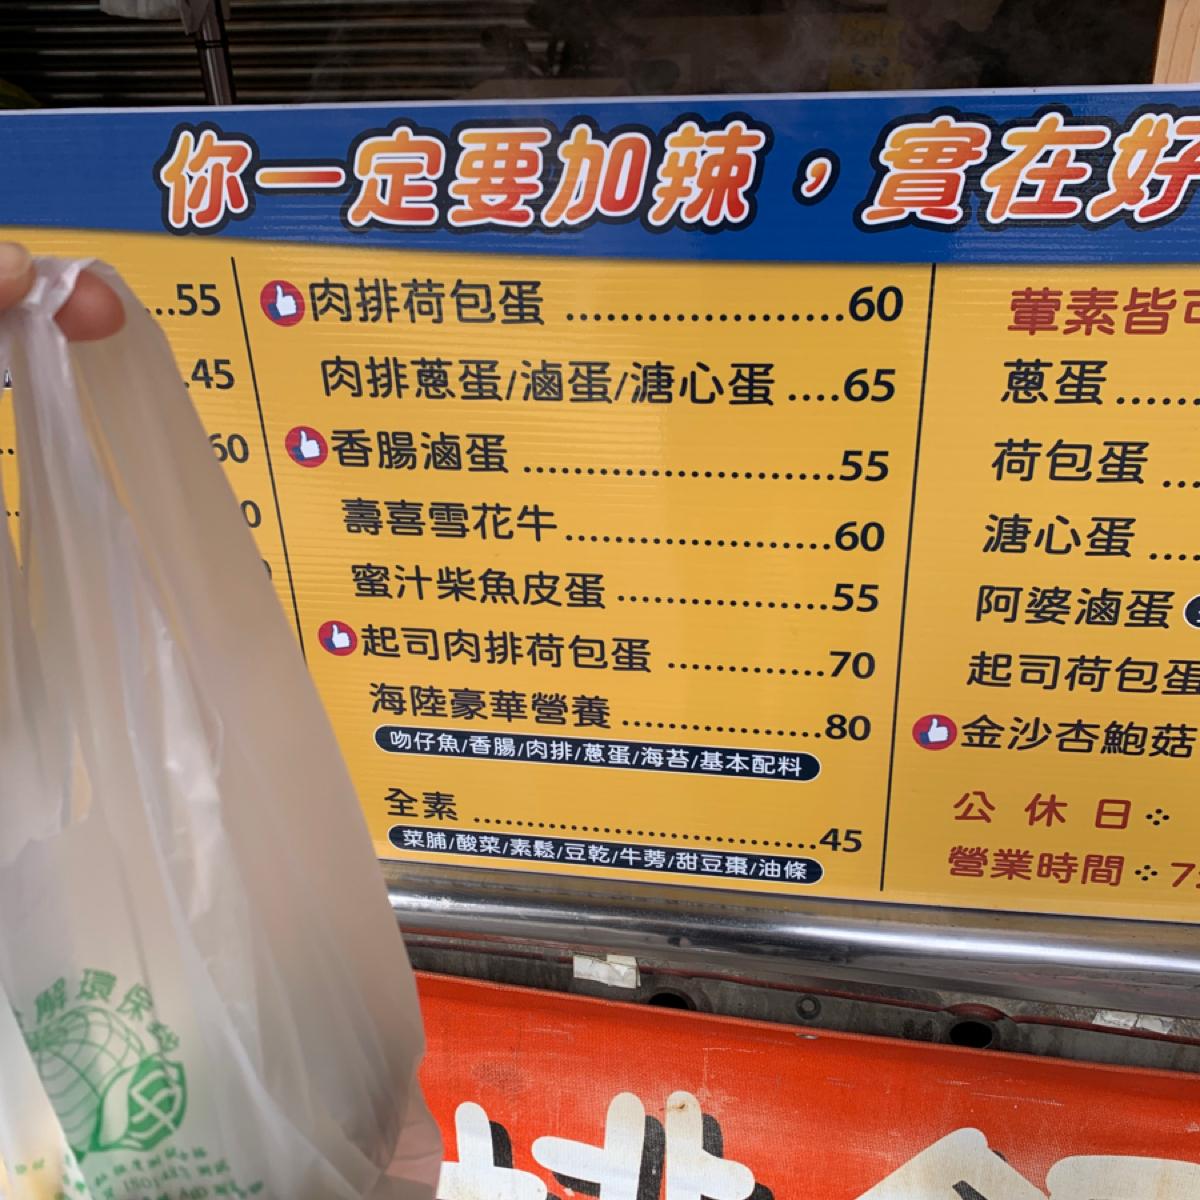 你一定要加辣，實在好
...55
.45
60
0
肉排荷包蛋 ....................60
肉排蔥蛋/滷蛋/溏心蛋 ....65
香腸滷蛋 .......................55
壽喜雪花牛.....................60
蜜汁柴魚皮蛋 .................55
起司肉排荷包蛋 .............70
海陸豪華營養 .................80
吻仔魚/香腸/肉排/蔥蛋/海苔/基本配料
全素 .............................45
菜脯/酸菜/素鬆/豆乾/牛蒡/甜豆棗/油條
葷素皆可
蔥蛋 ......
荷包蛋 ...
溏心蛋 ....
阿婆滷蛋
起司荷包蛋
金沙杏鮑菇
公 休 日
營業時間 7
解環保